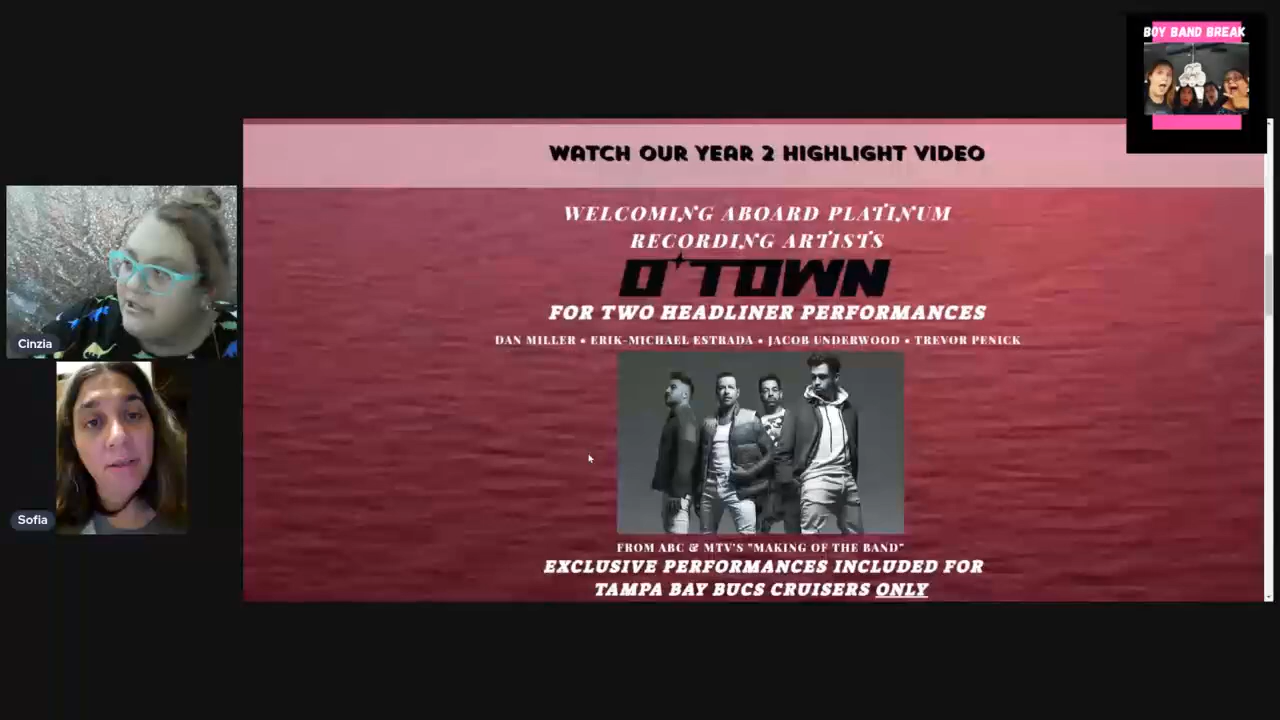 BOY BAND BREAK
WATCH OUR YEAR 2 HIGHLIGHT VIDEO
WELCOMING ABOARD PLATINUM
RECORDING ARTISTS
O'TOWN
FOR TWO HEADLINER PERFORMANCES
DAN MILLER • ERIK-MICHAEL ESTRADA • JACOB UNDERWOOD • TREVOR PENICK
FROM ABC & MTV'S "MAKING OF THE BAND"
EXCLUSIVE PERFORMANCES INCLUDED FOR
TAMPA BAY BUCS CRUISERS ONLY
Cinzia
Sofia